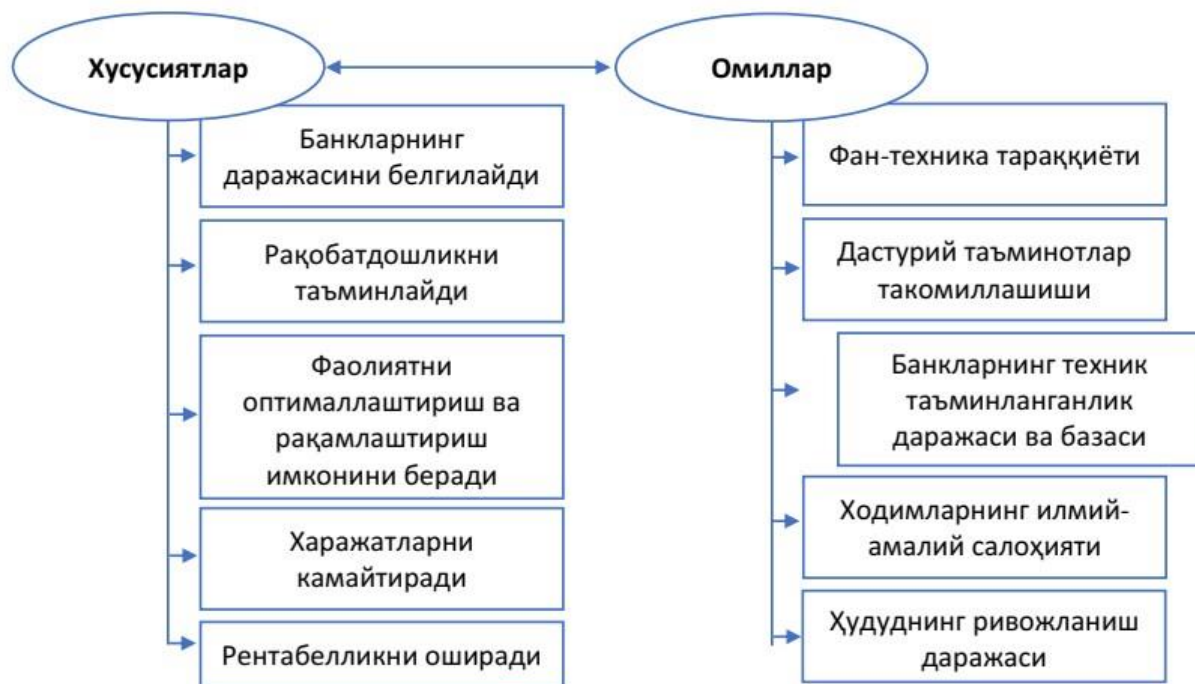 Хусусиятлар
Банкларнинг
даражасини белгилайди
Рақобатдошликни
таъминлайди
Фаолиятни
оптималлаштириш ва
рақамлаштириш
имконини беради
Харажатларни
камайтиради
Рентабелликни оширади
Омиллар
Фан-техника тараққиёти
Дастурий таъминотлар
такомиллашиши
Банкларнинг техник
таъминланганлик
даражаси ва базаси
Ходимларнинг илмий-
амалий салоҳияти
Ҳудуднинг ривожланиш
даражаси